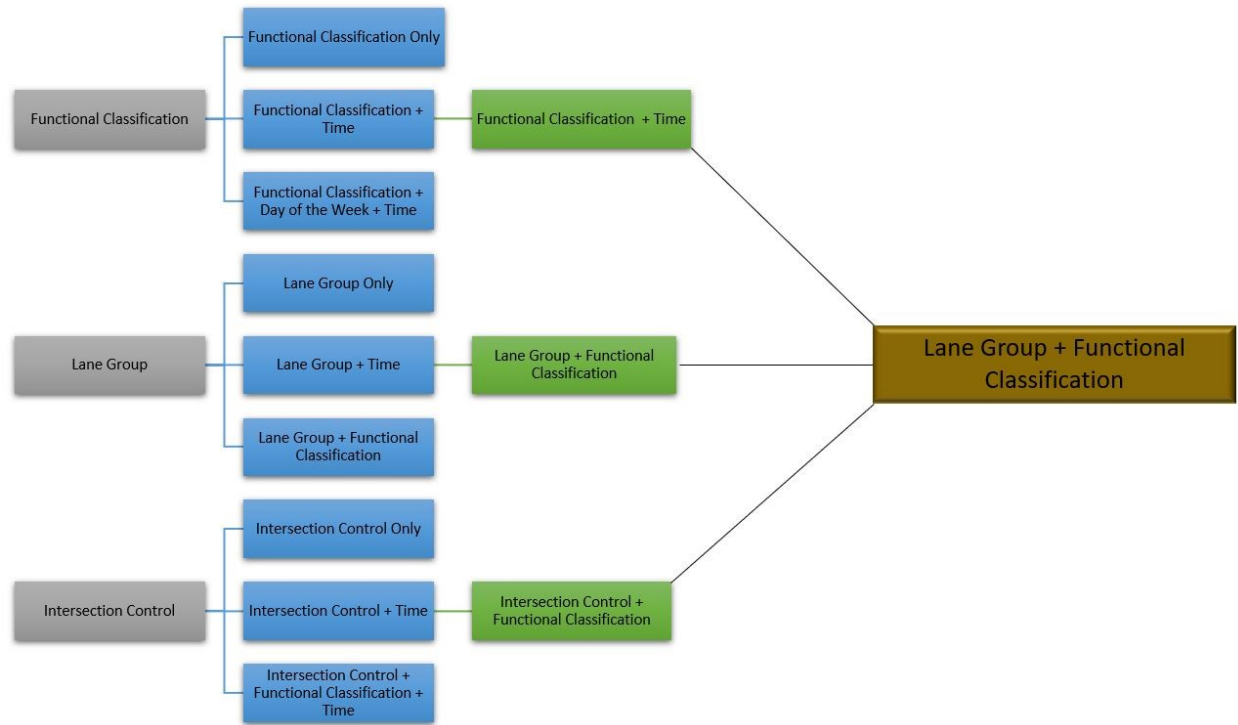 Functional Classification Only
Functional Classification
Functional Classification +
Time
Functional Classification + Time
Functional Classification +
Day of the Week + Time
Lane Group Only
Lane Group
Lane Group + Time
Lane Group + Functional
Classification
Lane Group + Functional
Classification
Lane Group + Functional
Classification
Intersection Control Only
Intersection Control
Intersection Control + Time
Intersection Control +
Functional Classification
Intersection Control +
Functional Classification +
Time